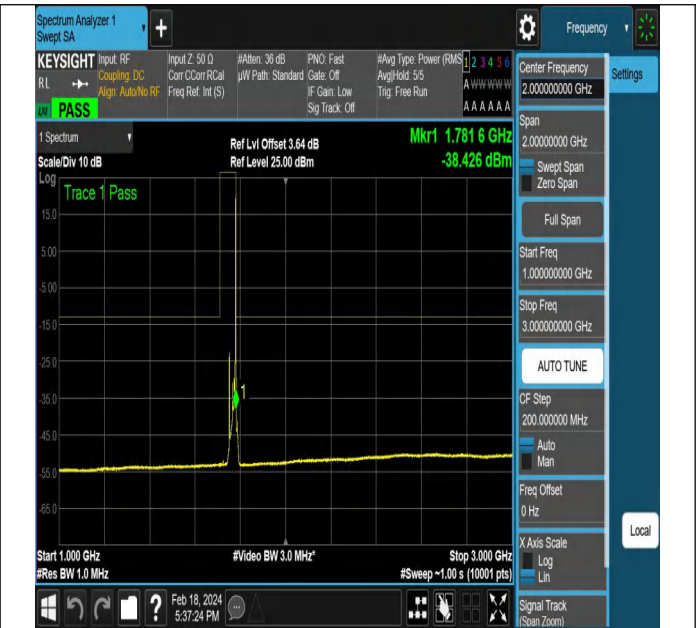 Spectrum Analyzer 1
Swept SA
Frequency
KEYSIGHT
RL
PASS
Input: RF
Coupling: DC
Align: Auto/No RF
Input Z: 50 Ω
Corr CCorr RCal
Freq Ref: Int (S)
#Atten: 36 dB
µW Path: Standard
PNO: Fast
Gate: Off
IF Gain: Low
Sig Track: Off
#Avg Type: Power (RMS
Avg|Hold: 5/5
Trig: Free Run
1 2 3 4 5 6
A W W W W W
A A A A A A
1 Spectrum
Scale/Div 10 dB
Ref Lvl Offset 3.64 dB
Ref Level 25.00 dBm
Mkr1 1.781 6 GHz
-38.426 dBm
Log
Trace 1 Pass
15.0
5.00
-5.00
-15.0
-25.0
-35.0
-45.0
-55.0
-65.0
1
Start 1.000 GHz
#Res BW 1.0 MHz
#Video BW 3.0 MHz*
Stop 3.000 GHz
#Sweep ~1.00 s (10001 pts)
Feb 18, 2024
5:37:24 PM
Center Frequency
2.000000000 GHz
Settings
Span
2.00000000 GHz
Swept Span
Zero Span
Full Span
Start Freq
1.000000000 GHz
Stop Freq
3.000000000 GHz
AUTO TUNE
CF Step
200.000000 MHz
Auto
Man
Freq Offset
0 Hz
X Axis Scale
Log
Lin
Local
Signal Track
(Span Zoom)